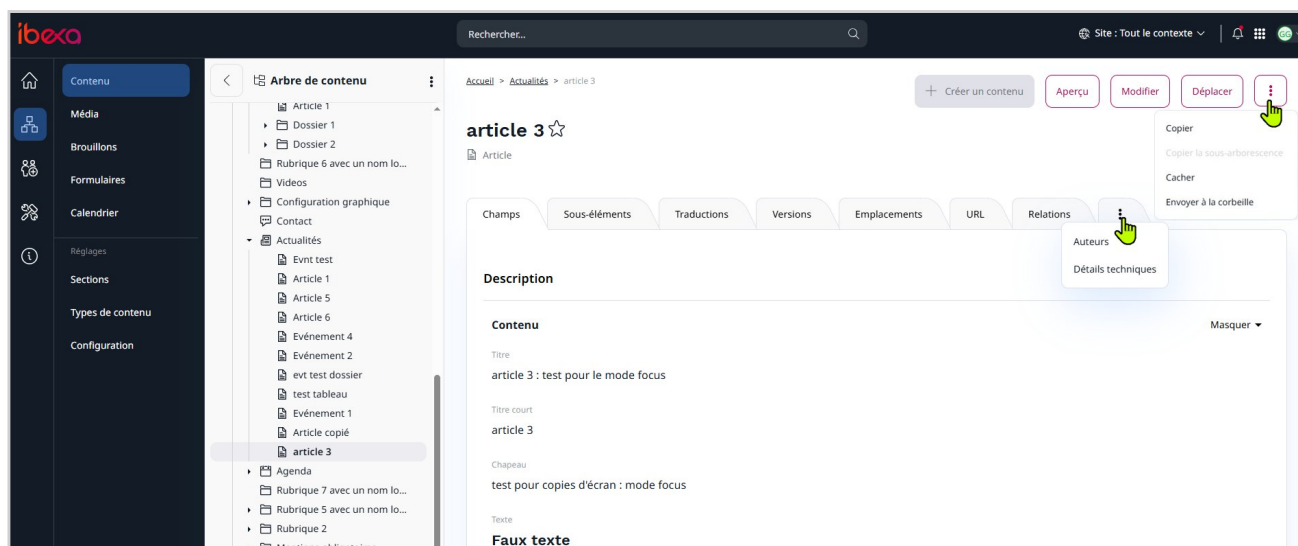 ibexa
Rechercher...
Site : Tout le contexte
GG
Contenu
Média
Brouillons
Formulaires
Calendrier
Réglages
Sections
Types de contenu
Configuration
Arbre de contenu
Article 1
Dossier 1
Dossier 2
Rubrique 6 avec un nom lo...
Videos
Configuration graphique
Contact
Actualités
Evnt test
Article 1
Article 5
Article 6
Evénement 4
Evénement 2
evt test dossier
test tableau
Evénement 1
Article copié
article 3
Agenda
Rubrique 7 avec un nom lo...
Rubrique 5 avec un nom lo...
Rubrique 2
Accueil > Actualités > article 3
+ Créer un contenu
Aperçu
Modifier
Déplacer
Copier
Copier la sous-arborescence
Cacher
Envoyer à la corbeille
article 3
Article
Champs
Sous-éléments
Traductions
Versions
Emplacements
URL
Relations
Auteurs
Détails techniques
Description
Contenu
Masquer
Titre
article 3 : test pour le mode focus
Titre court
article 3
Chapeau
test pour copies d'écran : mode focus
Texte
Faux texte